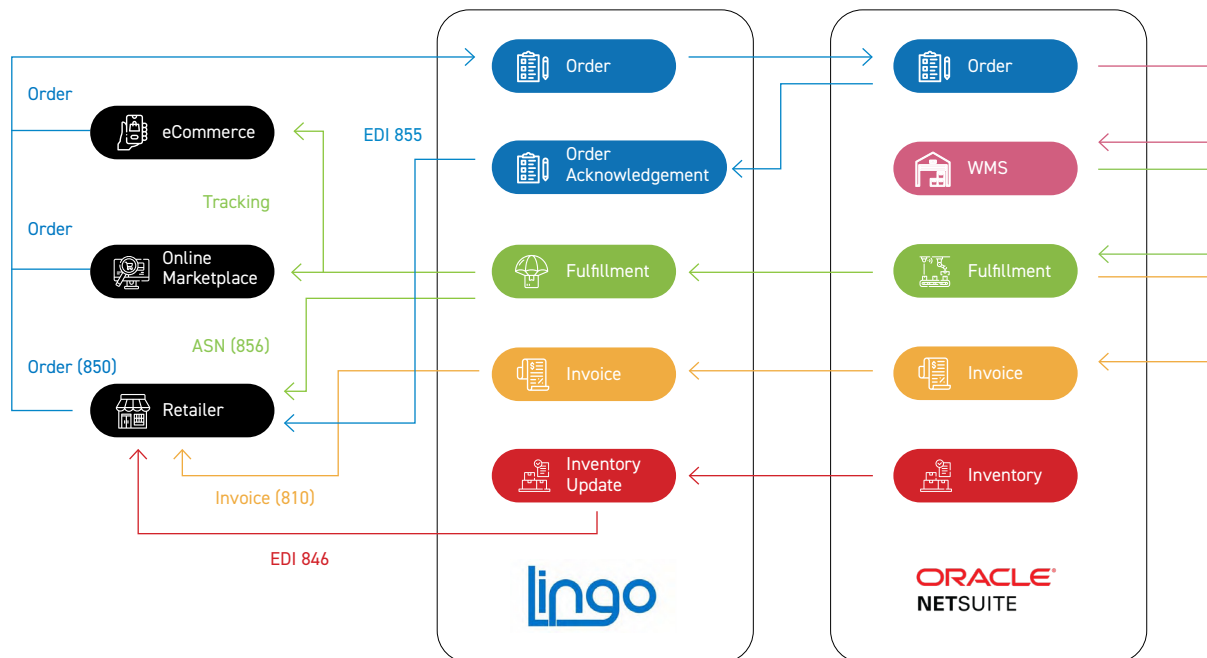 Order
eCommerce
Tracking
Order
Online
Marketplace
ASN (856)
Order (850)
Retailer
Invoice (810)
EDI 846
EDI 855
Order
Order
Acknowledgement
Fulfillment
Invoice
Inventory
Update
Lingo
Order
WMS
Fulfillment
Invoice
Inventory
ORACLE®
NETSUITE